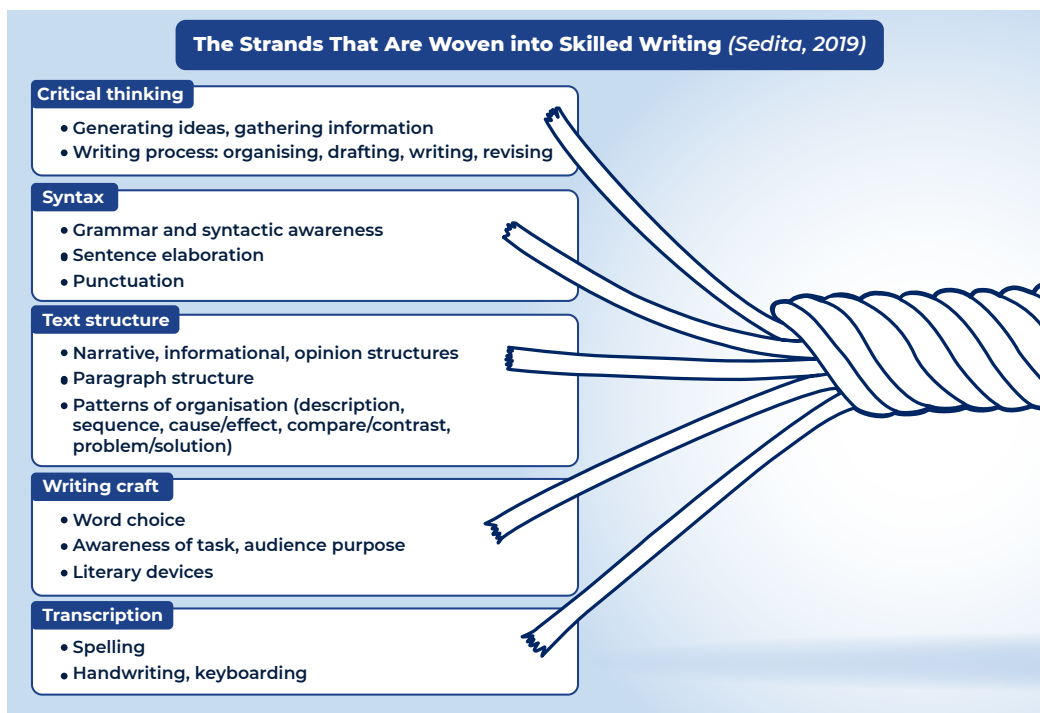 The Strands That Are Woven into Skilled Writing (Sedita, 2019)
Critical thinking
• Generating ideas, gathering information
• Writing process: organising, drafting, writing, revising
Syntax
• Grammar and syntactic awareness
• Sentence elaboration
• Punctuation
Text structure
• Narrative, informational, opinion structures
• Paragraph structure
• Patterns of organisation (description,
sequence, cause/effect, compare/contrast,
problem/solution)
Writing craft
• Word choice
• Awareness of task, audience purpose
• Literary devices
Transcription
• Spelling
• Handwriting, keyboarding